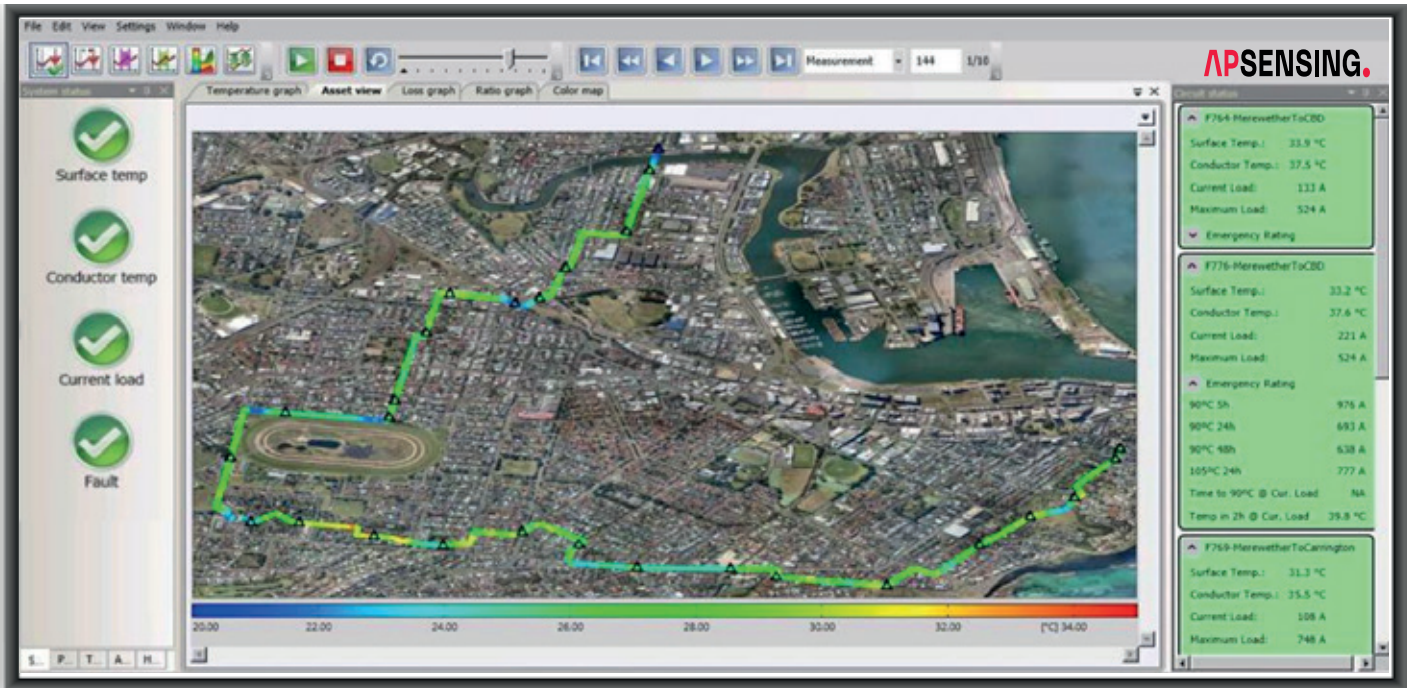 File Edit View Settings Window Help
Measurement 144 1/10
APSENSING.
System status
Temperature graph Asset view Loss graph Ratio graph Color map
Circuit status
Surface temp
Conductor temp
Current load
Fault
S... P... T... A... H...
20.00 22.00 24.00 26.00 28.00 30.00 32.00 [°C] 34.00
F764-MerewetherToCBD
Surface Temp.: 33.9 °C
Conductor Temp.: 37.5 °C
Current Load: 133 A
Maximum Load: 524 A
Emergency Rating
F776-MerewetherToCBD
Surface Temp.: 33.2 °C
Conductor Temp.: 37.6 °C
Current Load: 221 A
Maximum Load: 524 A
Emergency Rating
90°C 5h 976 A
90°C 24h 693 A
90°C 48h 638 A
105°C 24h 777 A
Time to 90°C @ Cur. Load NA
Temp in 2h @ Cur. Load 39.8 °C
F769-MerewetherToCarrington
Surface Temp.: 31.3 °C
Conductor Temp.: 35.5 °C
Current Load: 108 A
Maximum Load: 748 A